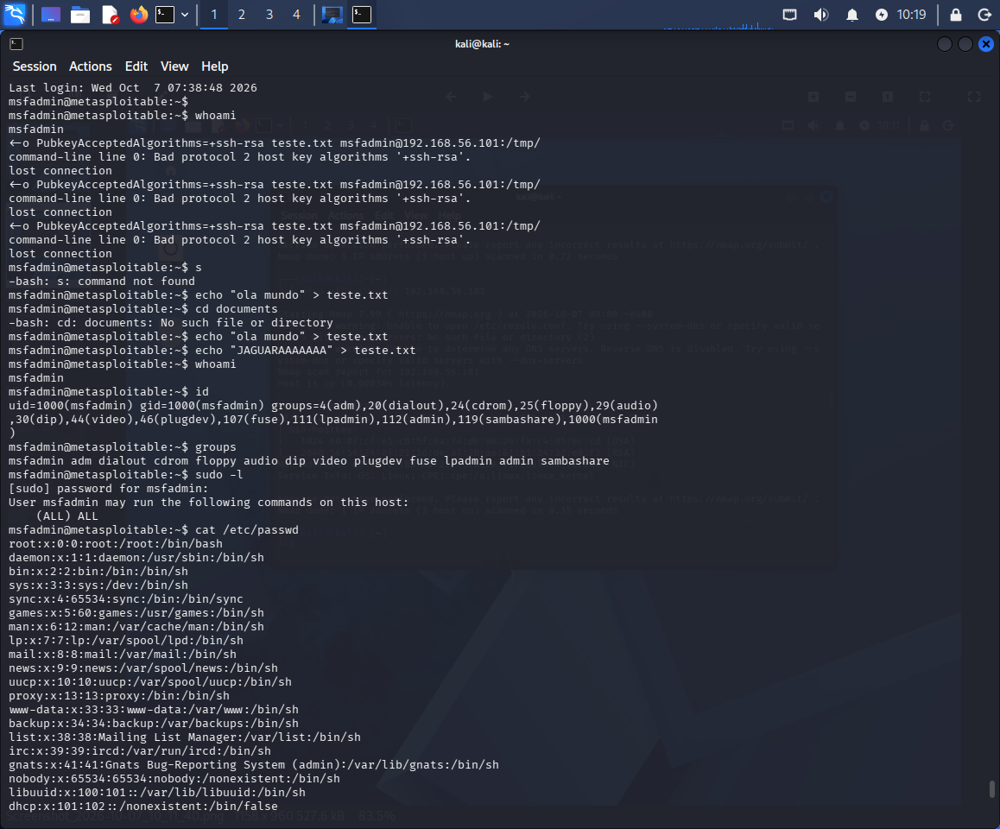 1 2 3 4 10:19
kali@kali: ~
Session Actions Edit View Help
Last login: Wed Oct  7 07:38:48 2026
msfadmin@metasploitable:~$
msfadmin@metasploitable:~$ whoami
msfadmin
<-o PubkeyAcceptedAlgorithms=+ssh-rsa teste.txt msfadmin@192.168.56.101:/tmp/
command-line line 0: Bad protocol 2 host key algorithms '+ssh-rsa'.
lost connection
<-o PubkeyAcceptedAlgorithms=+ssh-rsa teste.txt msfadmin@192.168.56.101:/tmp/
command-line line 0: Bad protocol 2 host key algorithms '+ssh-rsa'.
lost connection
<-o PubkeyAcceptedAlgorithms=+ssh-rsa teste.txt msfadmin@192.168.56.101:/tmp/
command-line line 0: Bad protocol 2 host key algorithms '+ssh-rsa'.
lost connection
msfadmin@metasploitable:~$ s
-bash: s: command not found
msfadmin@metasploitable:~$ echo "ola mundo" > teste.txt
msfadmin@metasploitable:~$ cd documents
-bash: cd: documents: No such file or directory
msfadmin@metasploitable:~$ echo "ola mundo" > teste.txt
msfadmin@metasploitable:~$ echo "JAGUARAAAAAAA" > teste.txt
msfadmin@metasploitable:~$ whoami
msfadmin
msfadmin@metasploitable:~$ id
uid=1000(msfadmin) gid=1000(msfadmin) groups=4(adm),20(dialout),24(cdrom),25(floppy),29(audio)
,30(dip),44(video),46(plugdev),107(fuse),111(lpadmin),112(admin),119(sambashare),1000(msfadmin
)
msfadmin@metasploitable:~$ groups
msfadmin adm dialout cdrom floppy audio dip video plugdev fuse lpadmin admin sambashare
msfadmin@metasploitable:~$ sudo -l
[sudo] password for msfadmin:
User msfadmin may run the following commands on this host:
    (ALL) ALL
msfadmin@metasploitable:~$ cat /etc/passwd
root:x:0:0:root:/root:/bin/bash
daemon:x:1:1:daemon:/usr/sbin:/bin/sh
bin:x:2:2:bin:/bin:/bin/sh
sys:x:3:3:sys:/dev:/bin/sh
sync:x:4:65534:sync:/bin:/bin/sync
games:x:5:60:games:/usr/games:/bin/sh
man:x:6:12:man:/var/cache/man:/bin/sh
lp:x:7:7:lp:/var/spool/lpd:/bin/sh
mail:x:8:8:mail:/var/mail:/bin/sh
news:x:9:9:news:/var/spool/news:/bin/sh
uucp:x:10:10:uucp:/var/spool/uucp:/bin/sh
proxy:x:13:13:proxy:/bin:/bin/sh
www-data:x:33:33:www-data:/var/www:/bin/sh
backup:x:34:34:backup:/var/backups:/bin/sh
list:x:38:38:Mailing List Manager:/var/list:/bin/sh
irc:x:39:39:ircd:/var/run/ircd:/bin/sh
gnats:x:41:41:Gnats Bug-Reporting System (admin):/var/lib/gnats:/bin/sh
nobody:x:65534:65534:nobody:/nonexistent:/bin/sh
libuuid:x:100:101::/var/lib/libuuid:/bin/sh
dhcp:x:101:102::/nonexistent:/bin/false
Screenshot_2026-10-07_10_11_40.png 1158 x 960 527.6 kB 83.5%